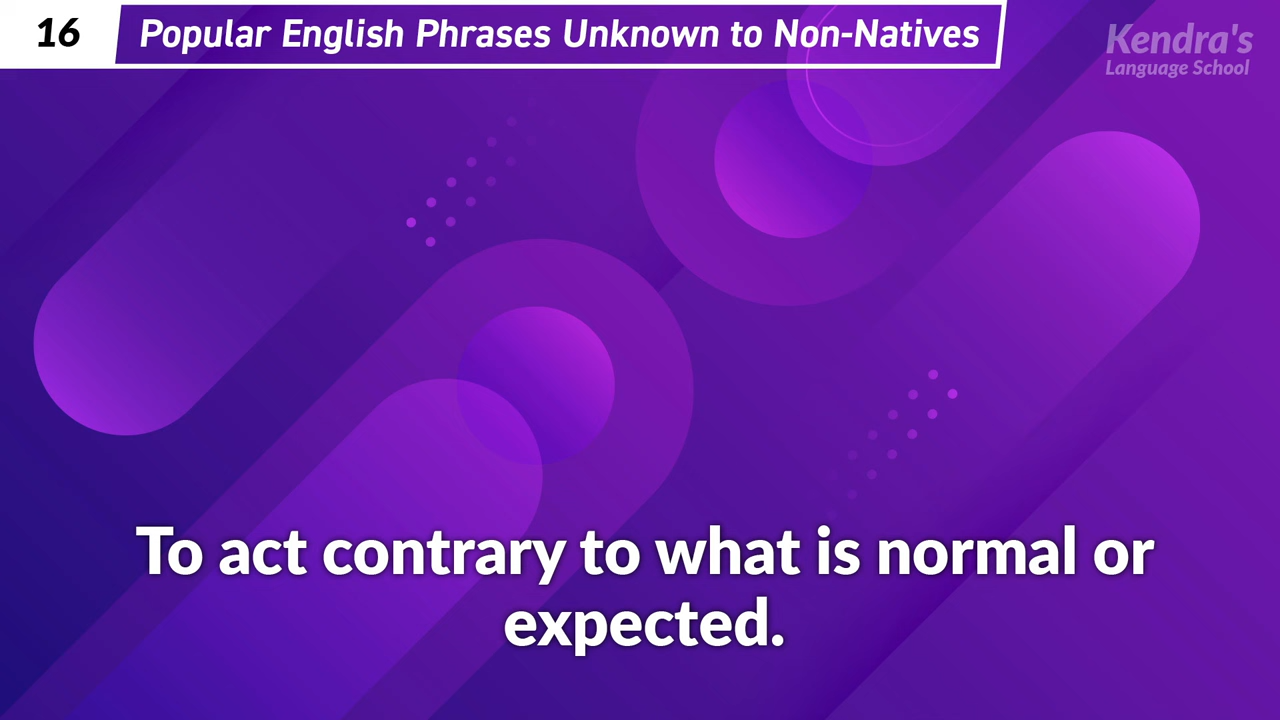 16
Popular English Phrases Unknown to Non-Natives
Kendra's
Language School
To act contrary to what is normal or
expected.